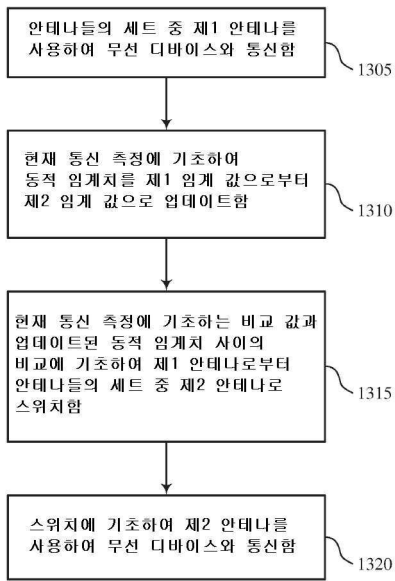 안테나들의 세트 중 제1 안테나를
사용하여 무선 디바이스와 통신함
1305
현재 통신 측정에 기초하여
동적 임계치를 제1 임계 값으로부터
제2 임계 값으로 업데이트함
1310
현재 통신 측정에 기초하는 비교 값과
업데이트된 동적 임계치 사이의
비교에 기초하여 제1 안테나로부터
안테나들의 세트 중 제2 안테나로
스위치함
1315
스위치에 기초하여 제2 안테나를
사용하여 무선 디바이스와 통신함
1320